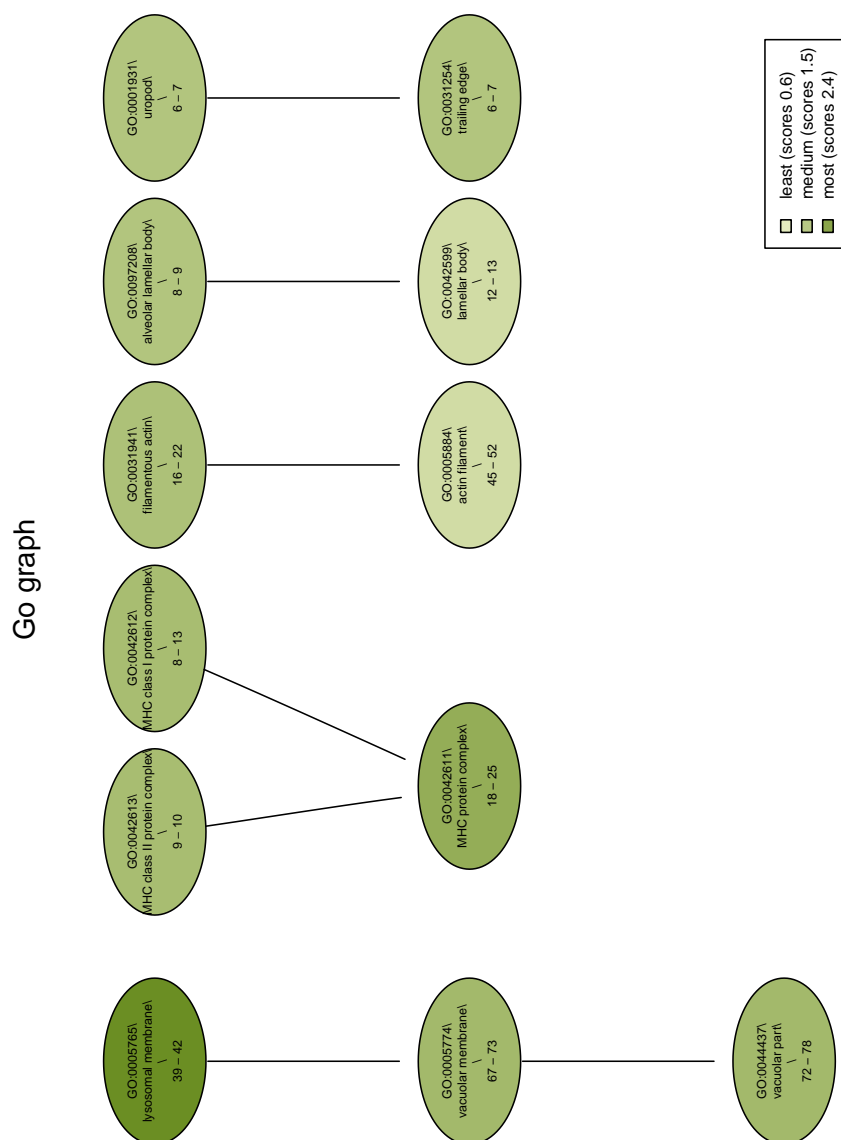 Go graph
GO:0005765\
lysosomal membrane\
\
39 – 42
GO:0042613\
MHC class II protein complex\
\
9 – 10
GO:0042612\
MHC class I protein complex\
\
8 – 13
GO:0031941\
filamentous actin\
\
16 – 22
GO:0097208\
alveolar lamellar body\
\
8 – 9
GO:0001931\
uropod\
\
6 – 7
GO:0005774\
vacuolar membrane\
\
67 – 73
GO:0042611\
MHC protein complex\
\
18 – 25
GO:0005884\
actin filament\
\
45 – 52
GO:0042599\
lamellar body\
\
12 – 13
GO:0031254\
trailing edge\
\
6 – 7
GO:0044437\
vacuolar part\
\
72 – 78
least (scores 0.6)
medium (scores 1.5)
most (scores 2.4)